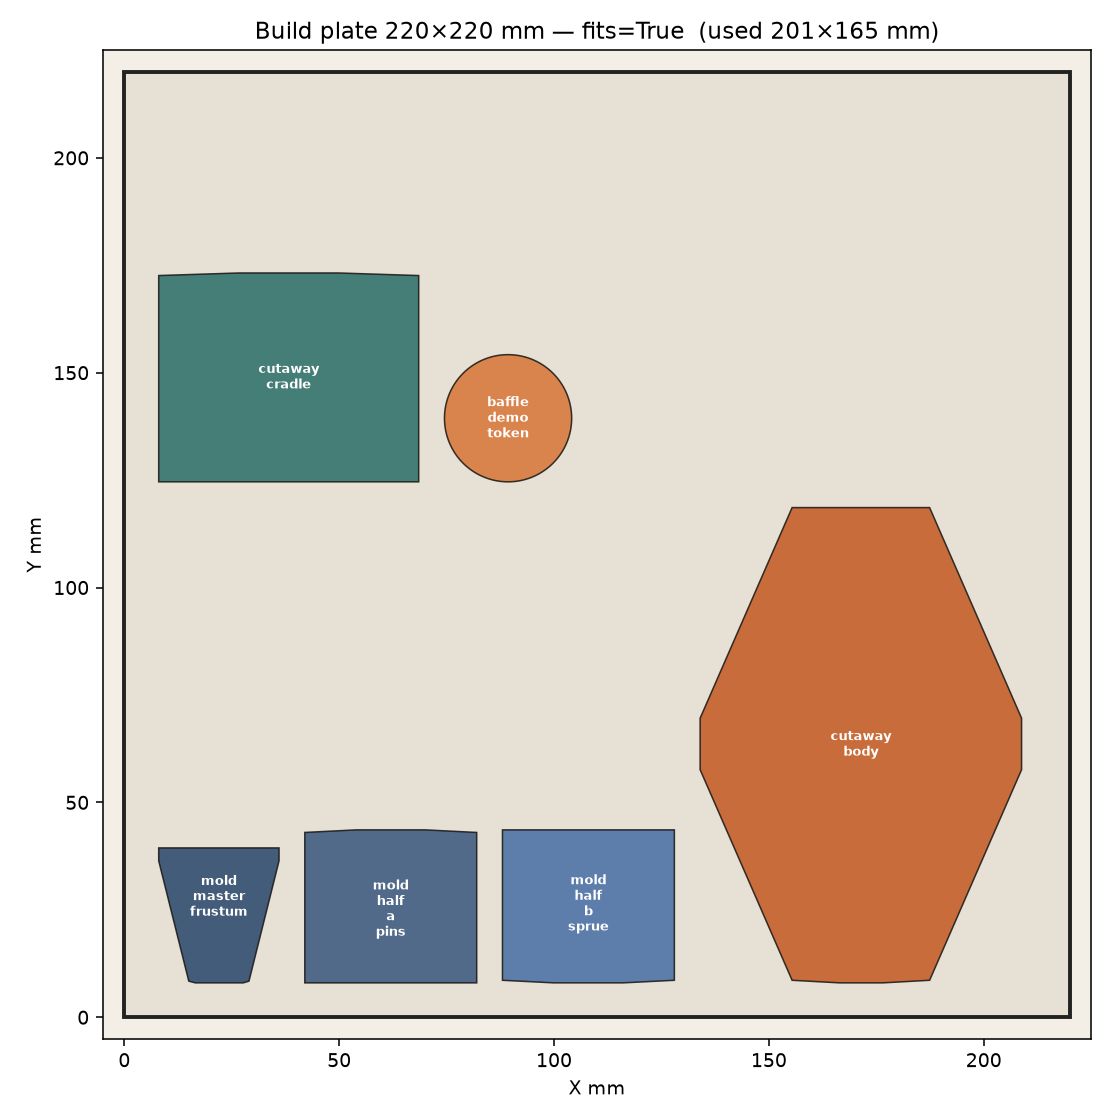 Build plate 220×220 mm — fits=True  (used 201×165 mm)
200
150
100
50
0
Y mm
cutaway
cradle
baffle
demo
token
cutaway
body
mold
master
frustum
mold
half
a
pins
mold
half
b
sprue
0
50
100
150
200
X mm